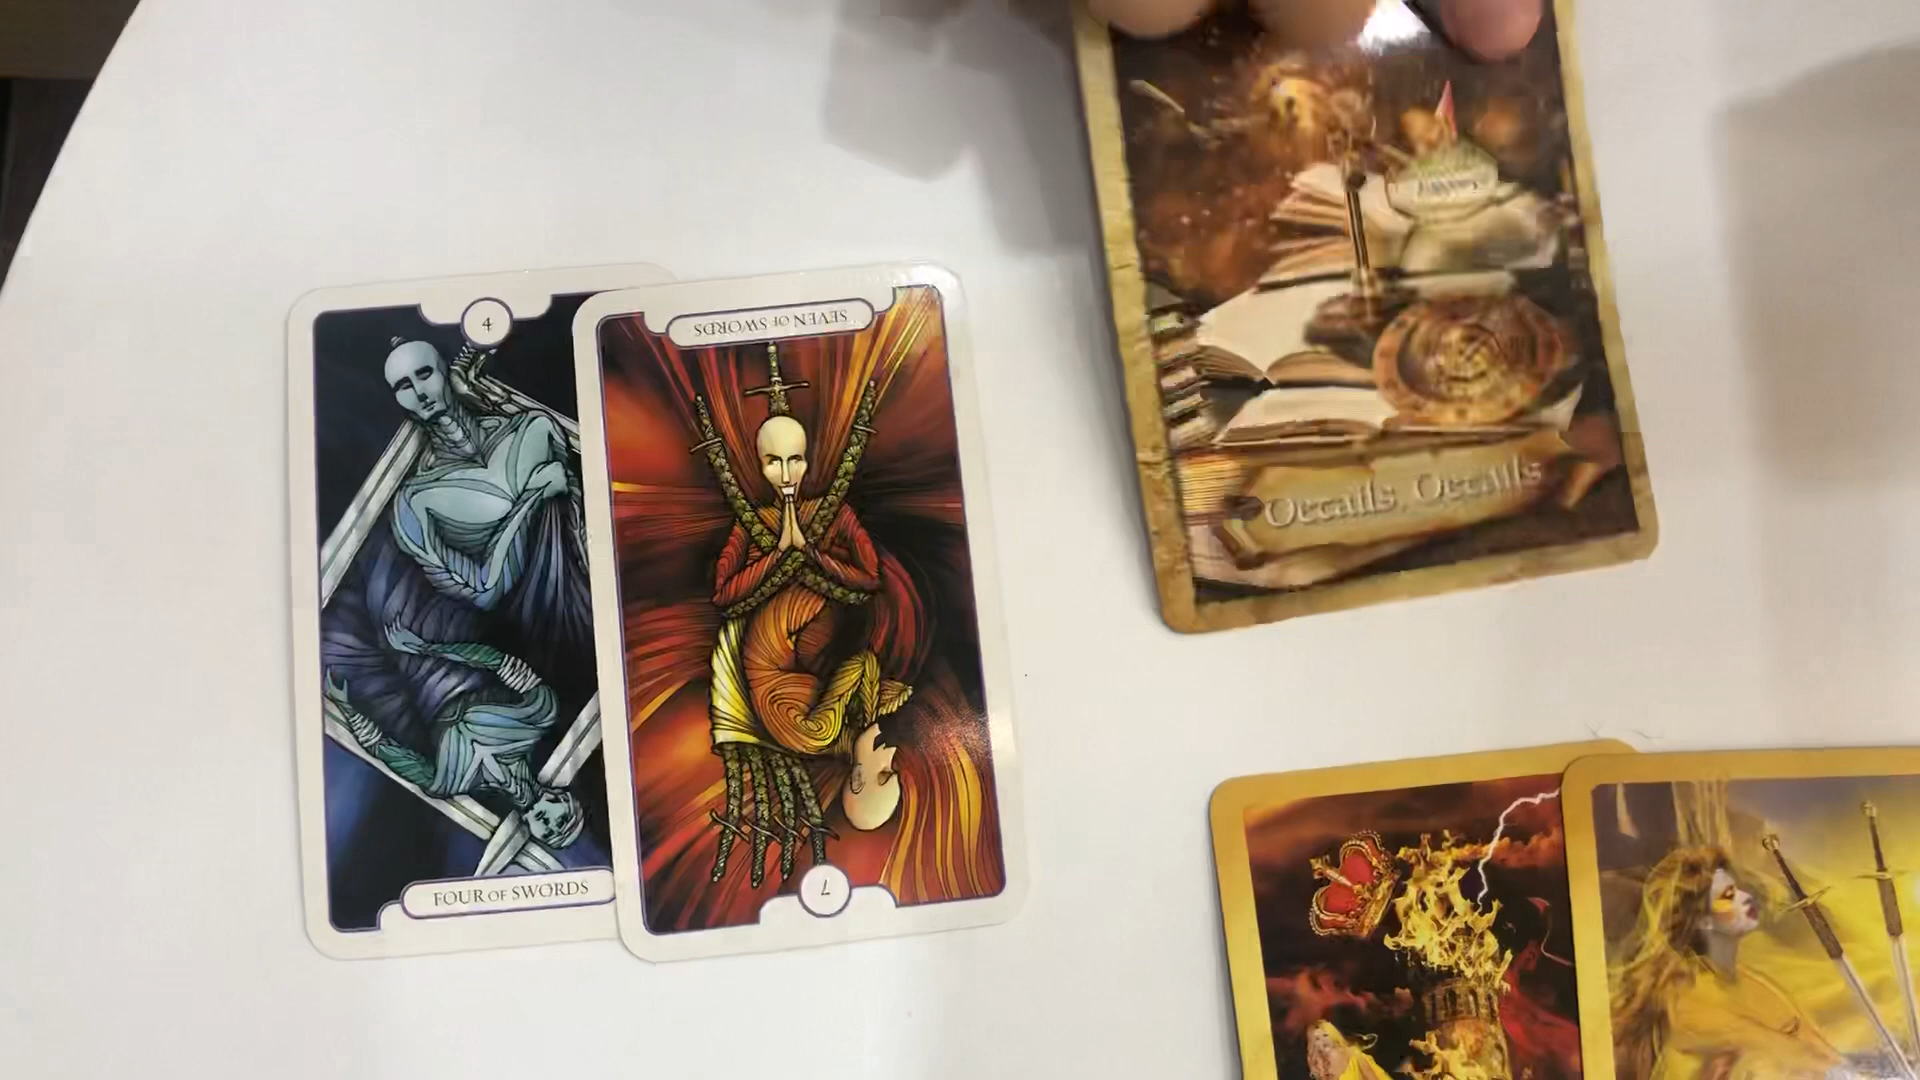 4
FOUR OF SWORDS
SEVEN OF SWORDS
7
Details, Details